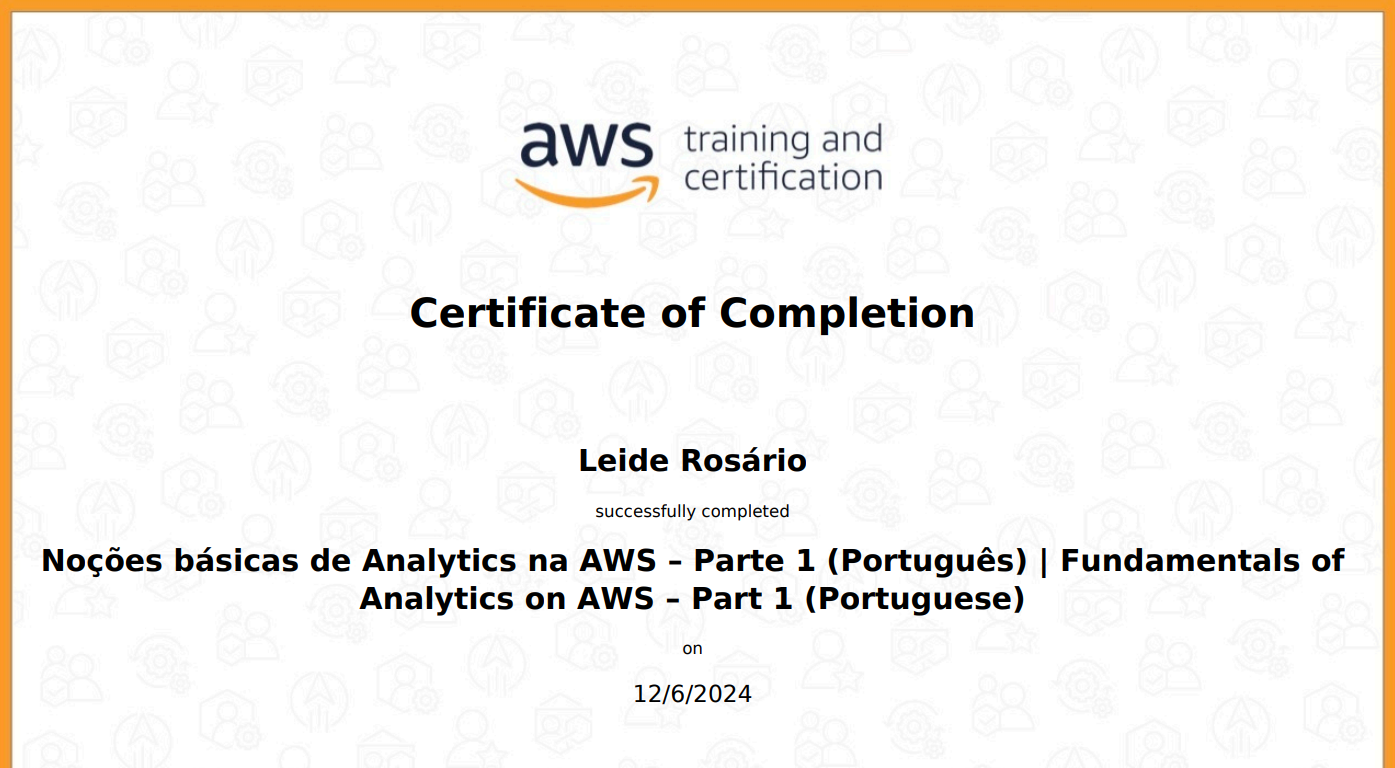 aws training and
certification
Certificate of Completion
Leide Rosário
successfully completed
Noções básicas de Analytics na AWS – Parte 1 (Português) | Fundamentals of
Analytics on AWS – Part 1 (Portuguese)
on
12/6/2024